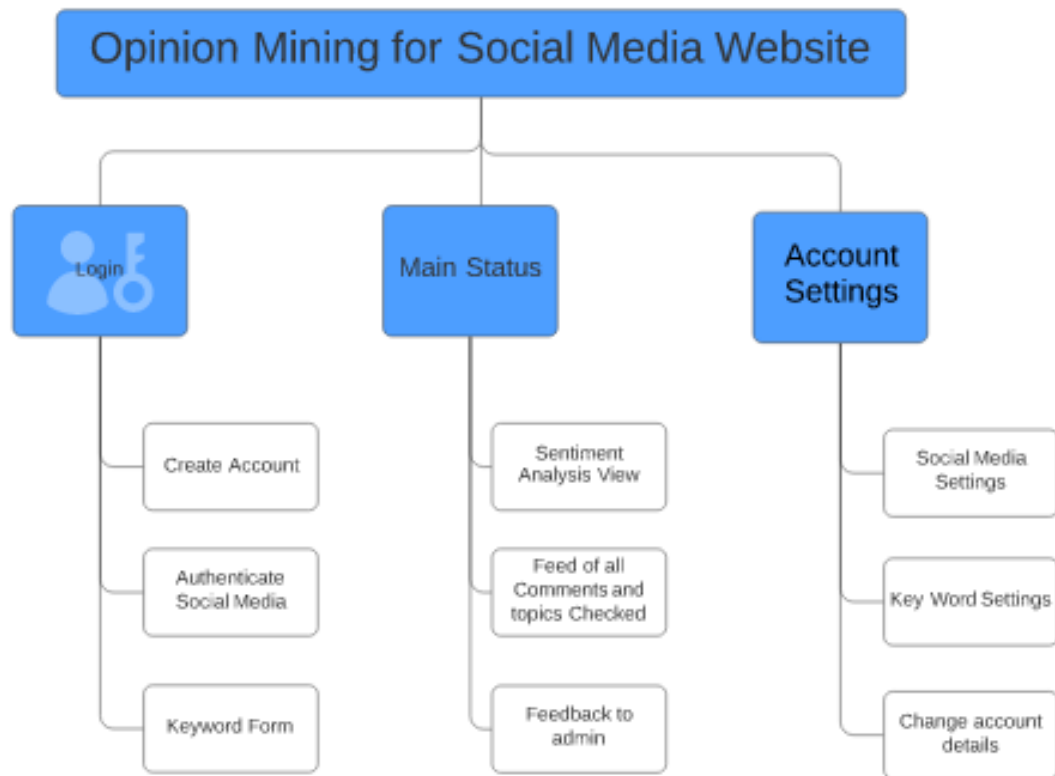 Opinion Mining for Social Media Website
Login
Main Status
Account
Settings
Create Account
Authenticate
Social Media
Keyword Form
Sentiment
Analysis View
Feed of all
Comments and
topics Checked
Feedback to
admin
Social Media
Settings
Key Word Settings
Change account
details